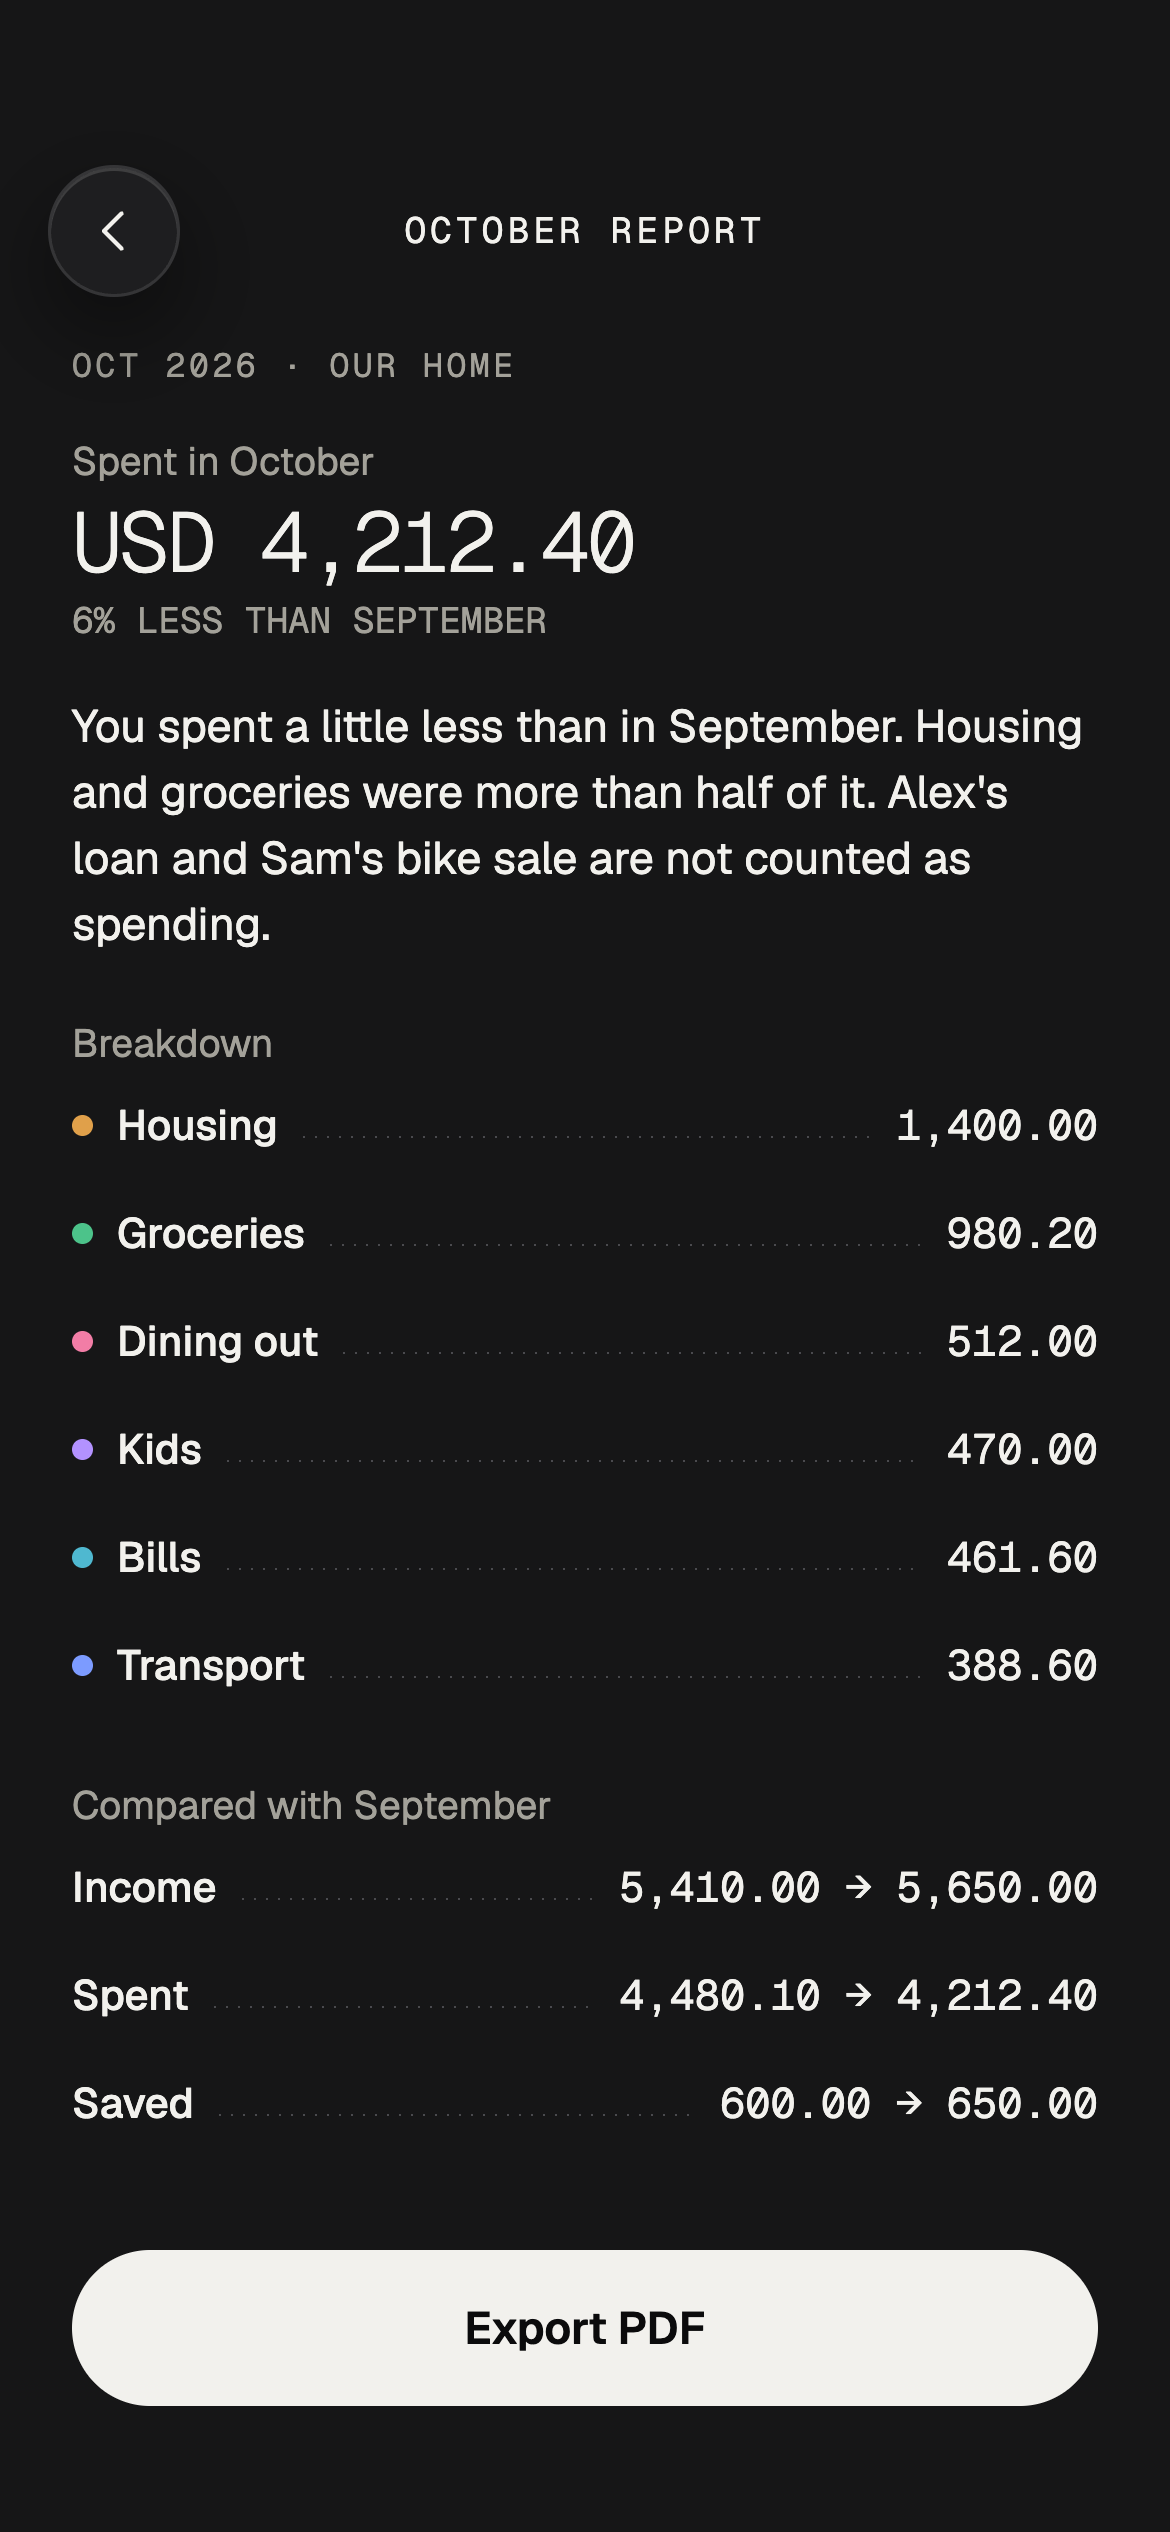 OCTOBER REPORT
OCT 2026 · OUR HOME
Spent in October
USD 4,212.40
6% LESS THAN SEPTEMBER
You spent a little less than in September. Housing
and groceries were more than half of it. Alex's
loan and Sam's bike sale are not counted as
spending.
Breakdown
Housing 1,400.00
Groceries 980.20
Dining out 512.00
Kids 470.00
Bills 461.60
Transport 388.60
Compared with September
Income 5,410.00 → 5,650.00
Spent 4,480.10 → 4,212.40
Saved 600.00 → 650.00
Export PDF